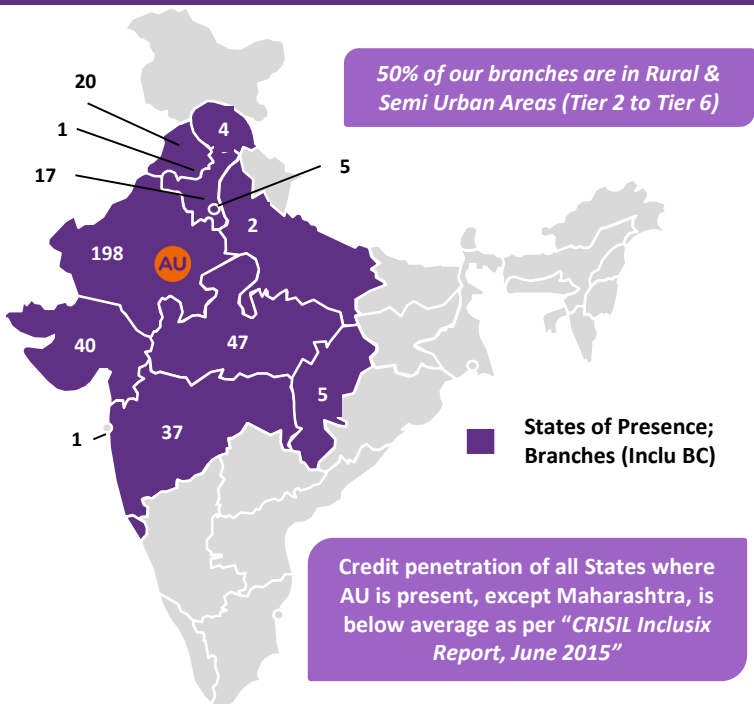 50% of our branches are in Rural &
Semi Urban Areas (Tier 2 to Tier 6)
20
1
4
17
5
2
198
AU
40
47
5
1
37
States of Presence;
Branches (Inclu BC)
Credit penetration of all States where
AU is present, except Maharashtra, is
below average as per “CRISIL Inclusix
Report, June 2015”